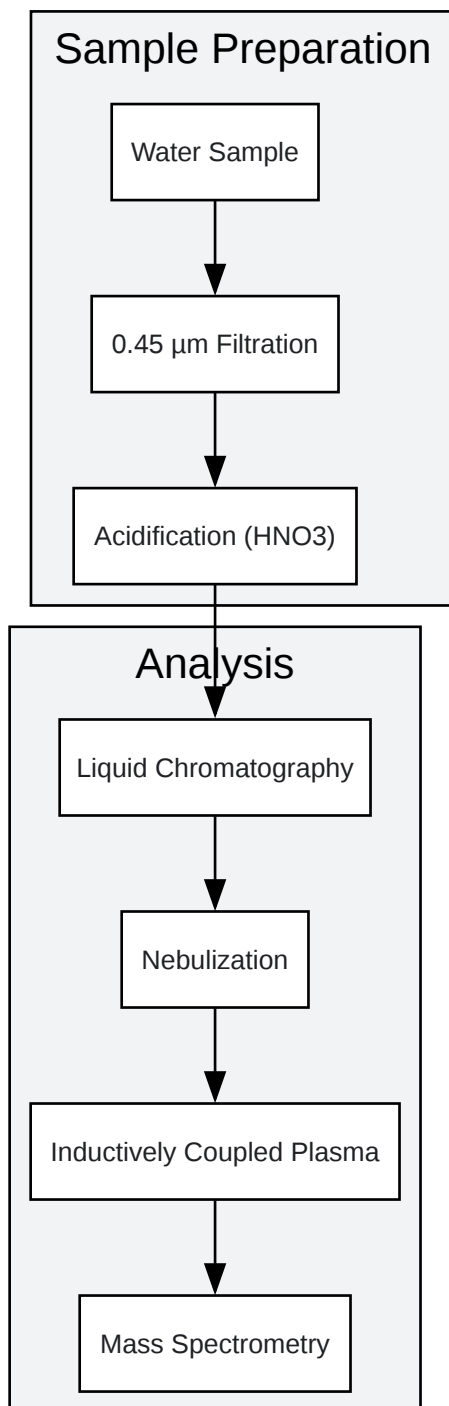 Sample Preparation
Water Sample
0.45 µm Filtration
Acidification (HNO3)
Analysis
Liquid Chromatography
Nebulization
Inductively Coupled Plasma
Mass Spectrometry